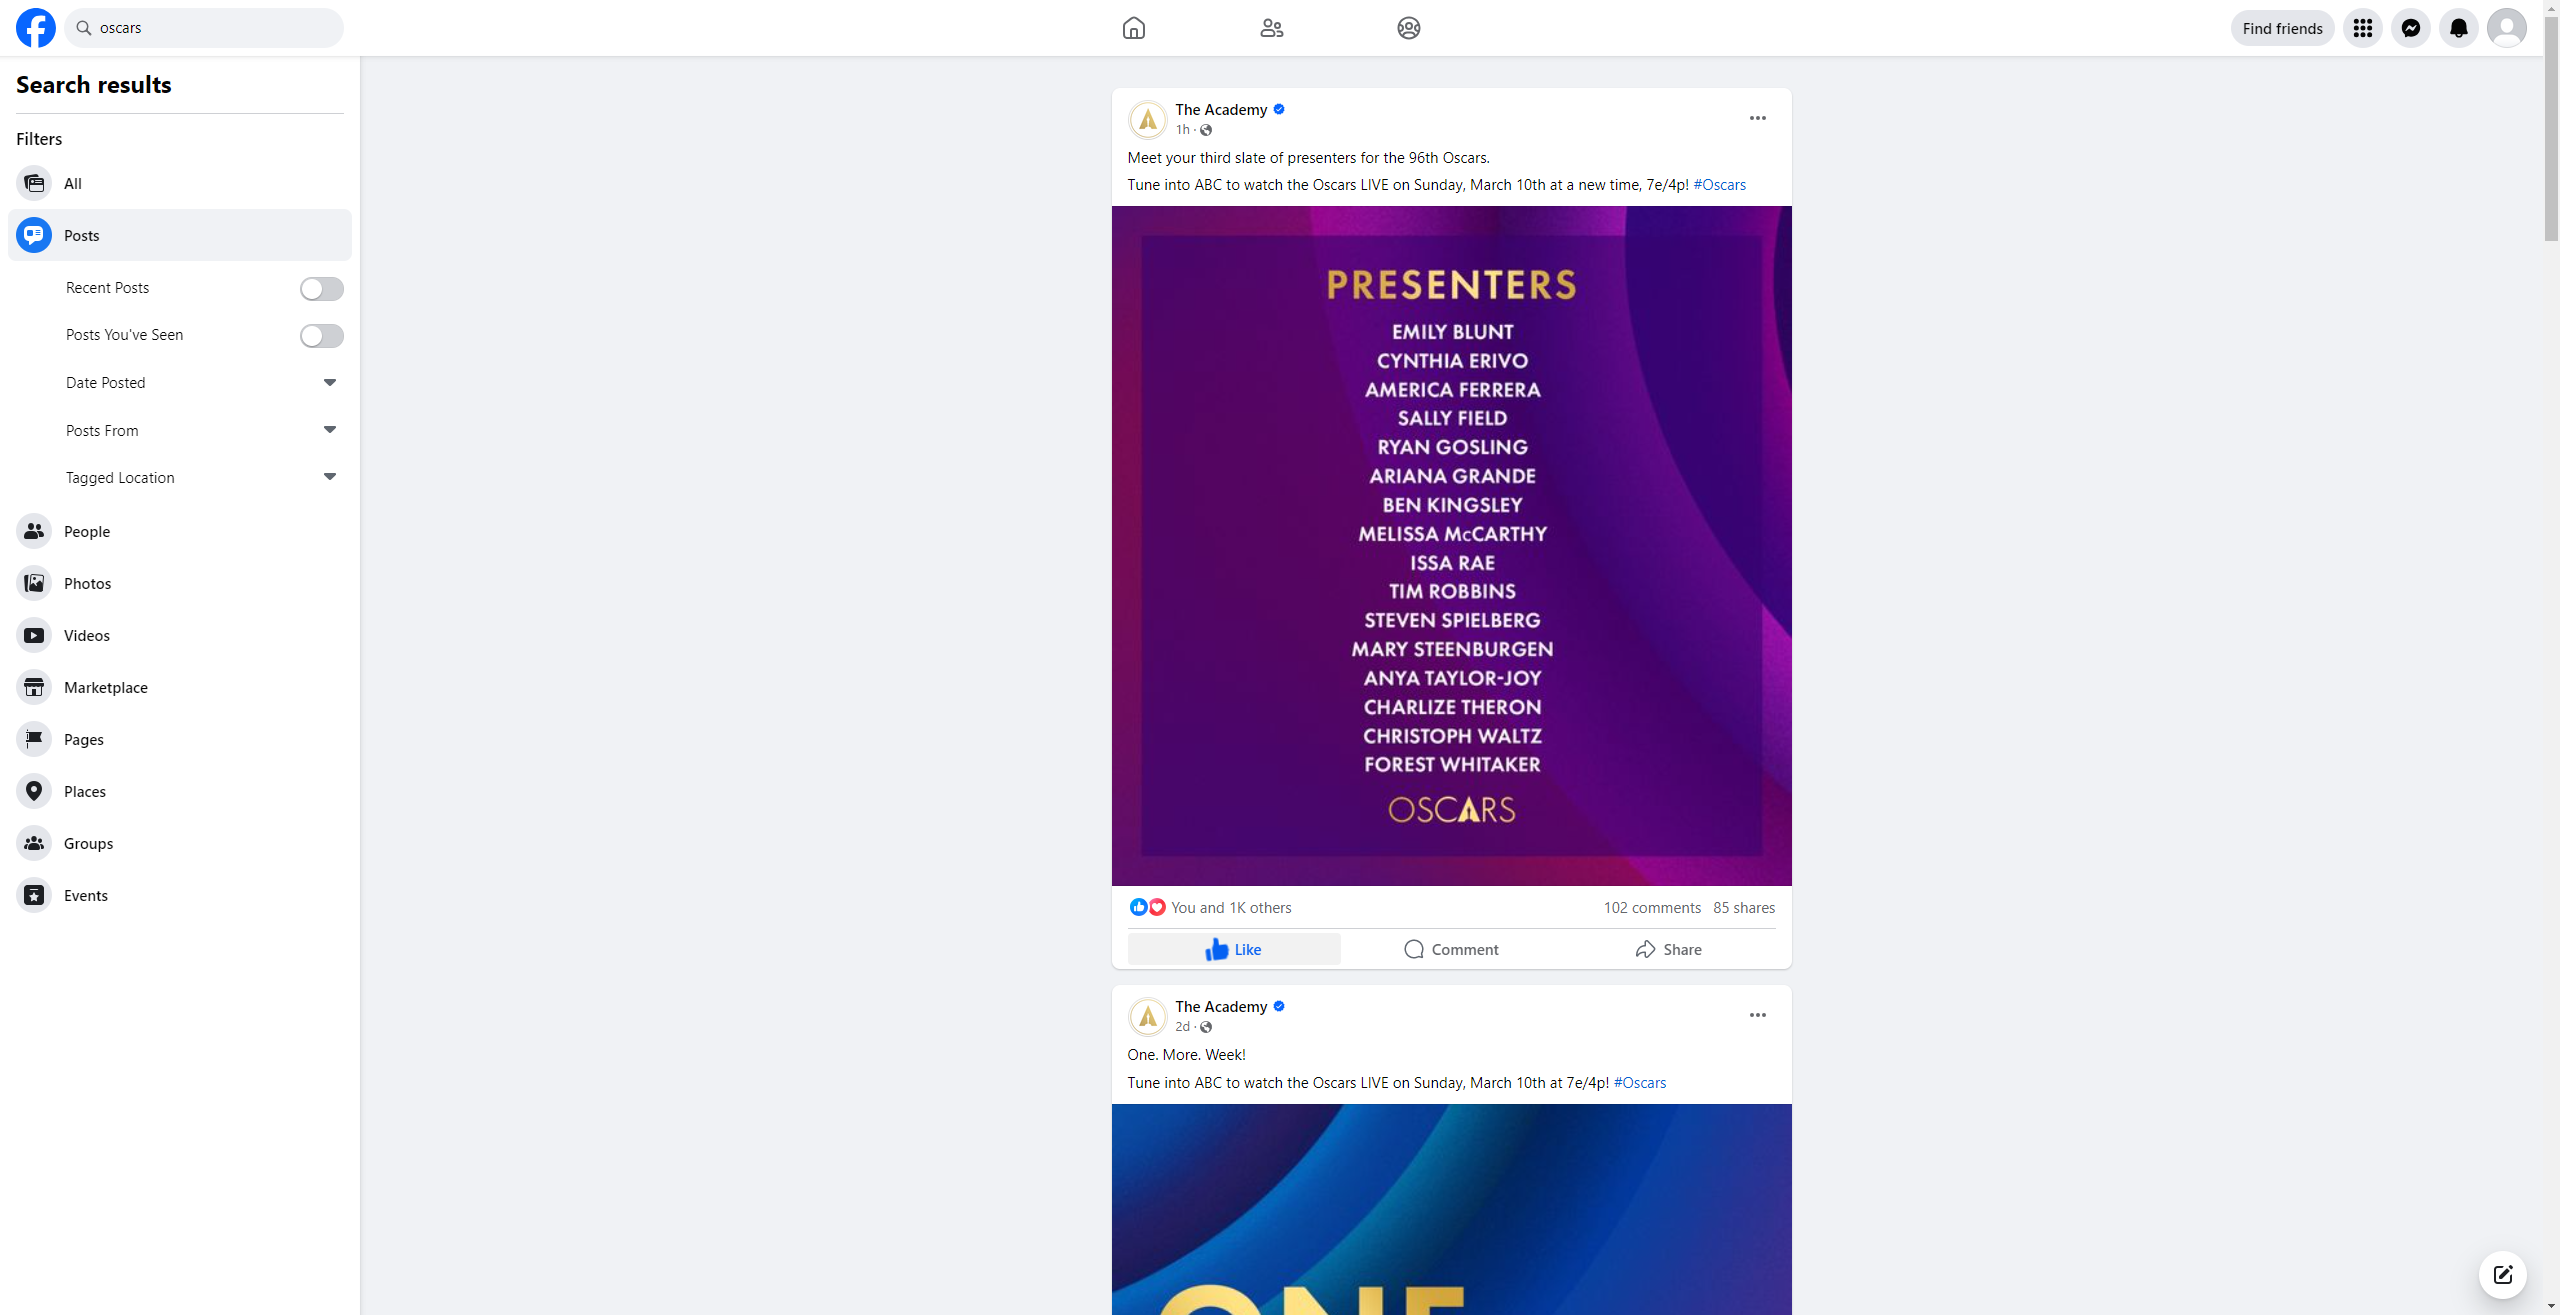 oscars
Find friends
Search results
Filters
All
Posts
Recent Posts
Posts You've Seen
Date Posted
Posts From
Tagged Location
People
Photos
Videos
Marketplace
Pages
Places
Groups
Events
The Academy
1h ·
Meet your third slate of presenters for the 96th Oscars.
Tune into ABC to watch the Oscars LIVE on Sunday, March 10th at a new time, 7e/4p! #Oscars
PRESENTERS
EMILY BLUNT
CYNTHIA ERIVO
AMERICA FERRERA
SALLY FIELD
RYAN GOSLING
ARIANA GRANDE
BEN KINGSLEY
MELISSA McCARTHY
ISSA RAE
TIM ROBBINS
STEVEN SPIELBERG
MARY STEENBURGEN
ANYA TAYLOR-JOY
CHARLIZE THERON
CHRISTOPH WALTZ
FOREST WHITAKER
OSCARS
You and 1K others 102 comments 85 shares
Like Comment Share
The Academy
2d ·
One. More. Week!
Tune into ABC to watch the Oscars LIVE on Sunday, March 10th at 7e/4p! #Oscars
ONE